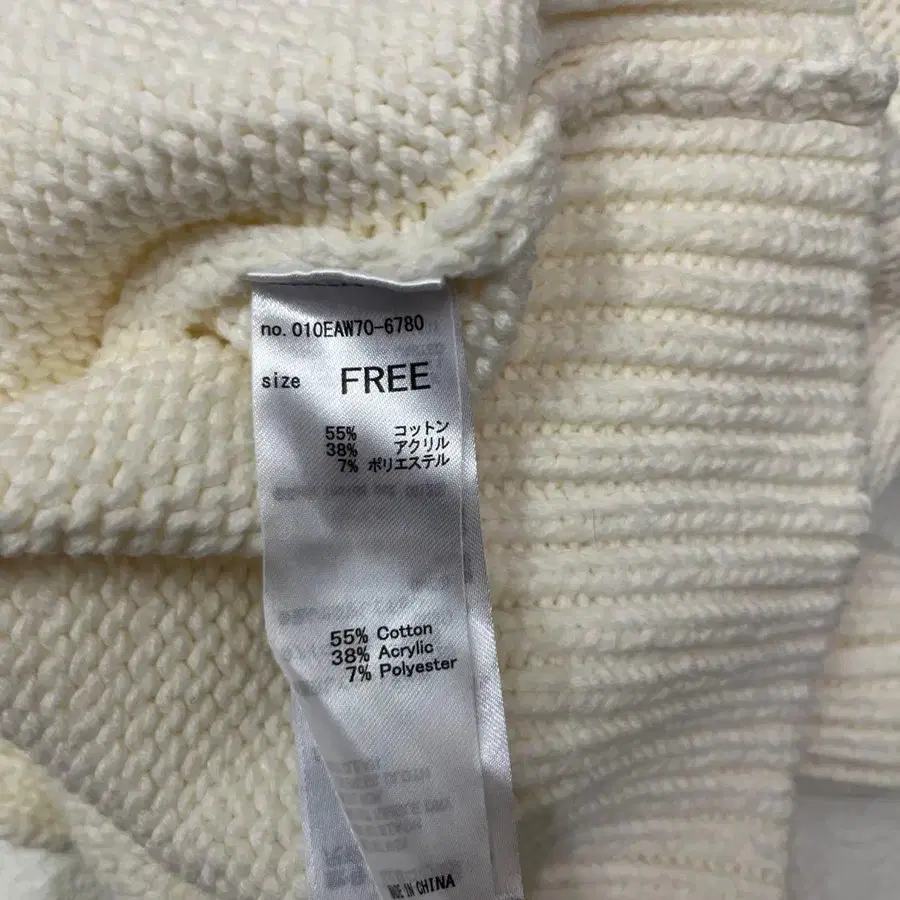 no. 010EAW70-6780
size FREE
55% コットン
38% アクリル
7% ポリエステル
55% Cotton
38% Acrylic
7% Polyester
MADE IN CHINA